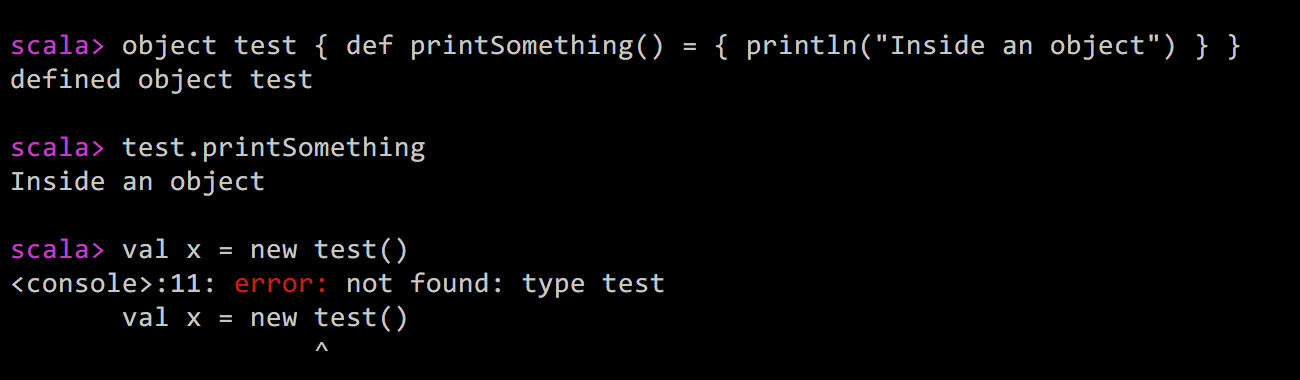 scala> object test { def printSomething() = { println("Inside an object") } }
defined object test
scala> test.printSomething
Inside an object
scala> val x = new test()
<console>:11: error: not found: type test
       val x = new test()
                   ^